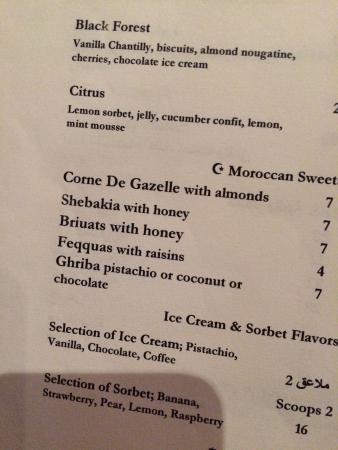 Black Forest
Vanilla Chantilly, biscuits, almond nougatine,
cherries, chocolate ice cream
Citrus
Lemon sorbet, jelly, cucumber confit, lemon,
mint mousse
☪ Moroccan Sweets
Corne De Gazelle with almonds 7
Shebakia with honey 7
Briuats with honey 7
Feqquas with raisins 4
Ghriba pistachio or coconut or 7
chocolate
Ice Cream & Sorbet Flavors
Selection of Ice Cream; Pistachio,
Vanilla, Chocolate, Coffee
2 ملاعق
Selection of Sorbet; Banana, Scoops 2
Strawberry, Pear, Lemon, Raspberry 16